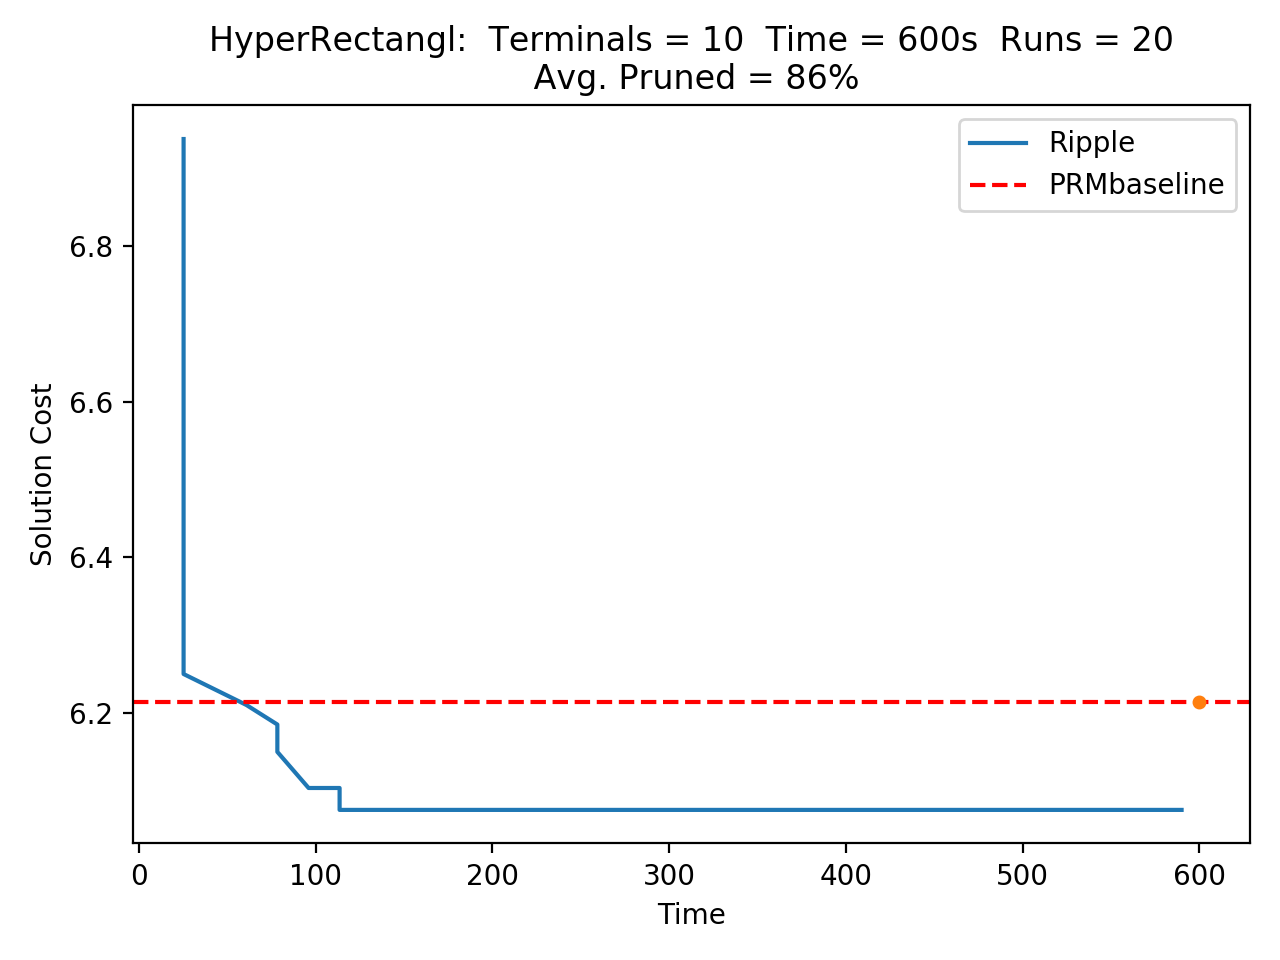 HyperRectangl:  Terminals = 10  Time = 600s  Runs = 20
Avg. Pruned = 86%
Ripple
PRMbaseline
Solution Cost
6.8
6.6
6.4
6.2
0 100 200 300 400 500 600
Time